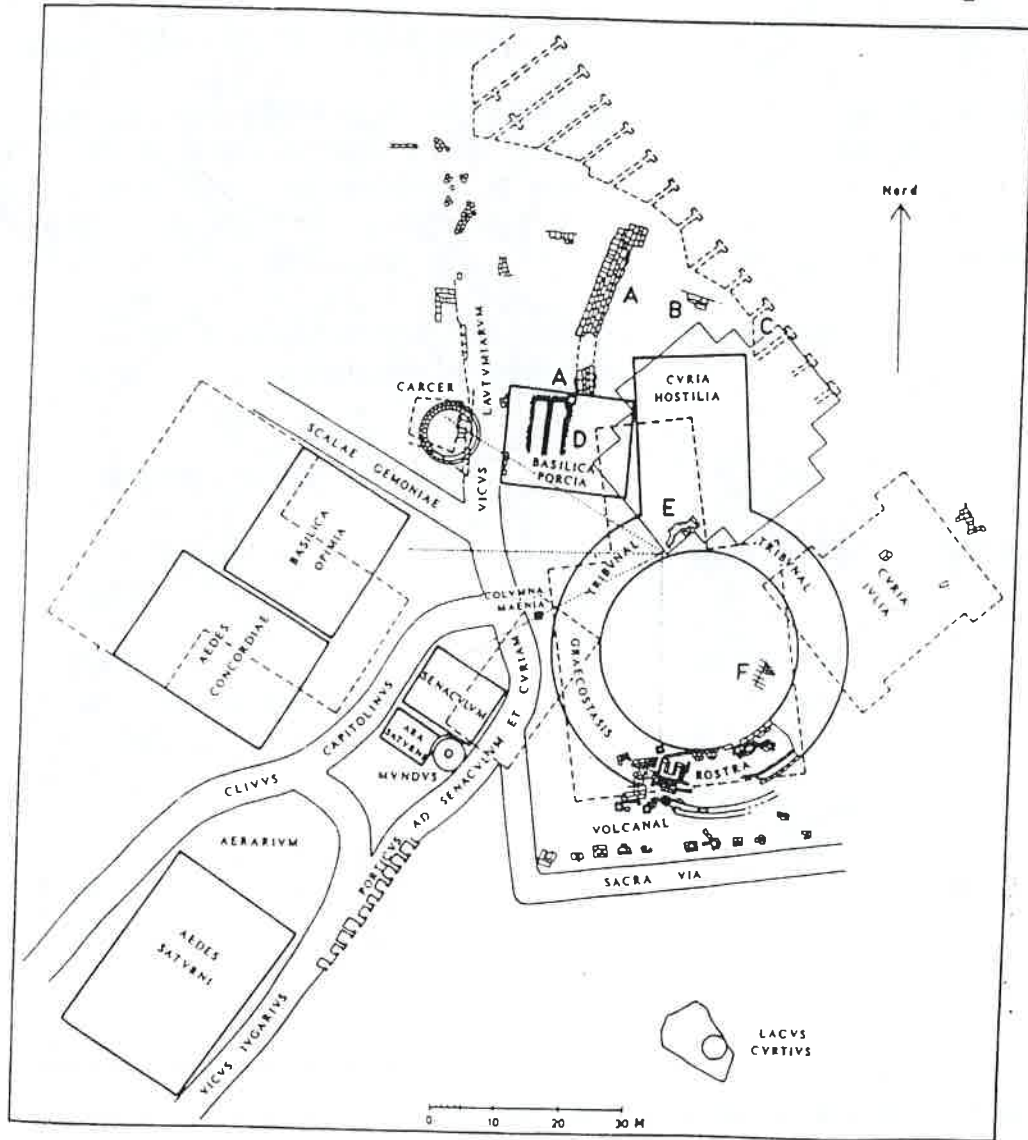 Nord
A
B
C
CVRIA
HOSTILIA
A
CARCER
LAVTVMIARVM
VICVS
D
BASILICA
PORCIA
SCALAE GEMONIAE
BASILICA
OPIMIA
E
TRIBVNAL
TRIBVNAL
CVRIA
IVLIA
COLVMNA
MAENIA
AEDES
CONCORDIAE
GRAECOSTASIS
F
SENACVLVM
ARA
SATVRNI
MVNDVS
CLIVVS CAPITOLINVS
PORTICVS AD SENACVLVM ET CVRIAM
ROSTRA
VOLCANAL
SACRA VIA
AERARIVM
AEDES
SATVRNI
VICVS IVGARIVS
LACVS
CVRTIVS
0 10 20 30 M